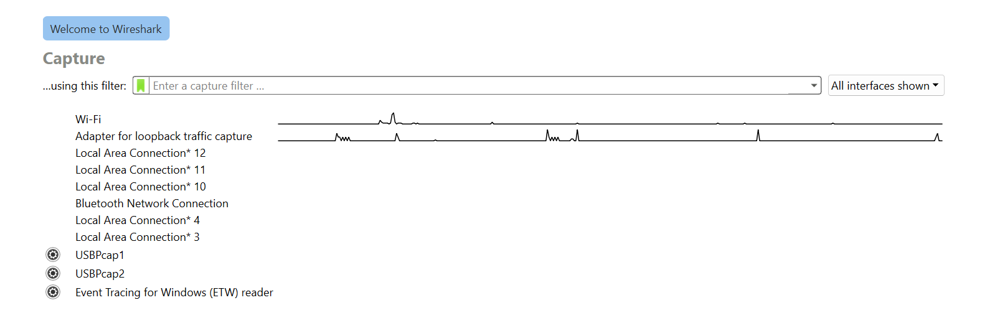 Welcome to Wireshark
Capture
...using this filter: Enter a capture filter ... All interfaces shown
Wi-Fi
Adapter for loopback traffic capture
Local Area Connection* 12
Local Area Connection* 11
Local Area Connection* 10
Bluetooth Network Connection
Local Area Connection* 4
Local Area Connection* 3
USBPcap1
USBPcap2
Event Tracing for Windows (ETW) reader